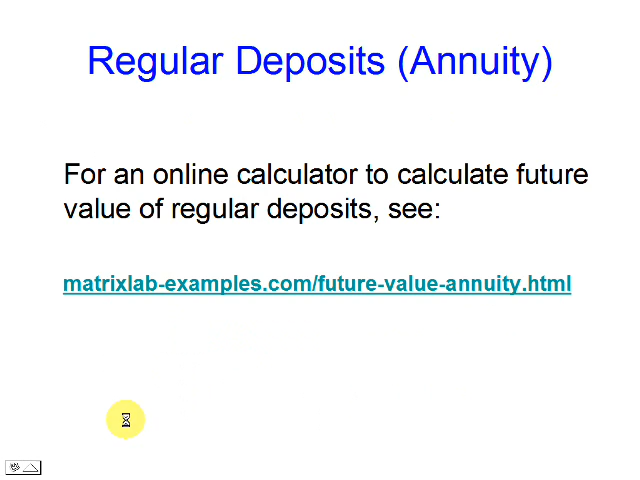 Regular Deposits (Annuity)
For an online calculator to calculate future
value of regular deposits, see:
matrixlab-examples.com/future-value-annuity.html